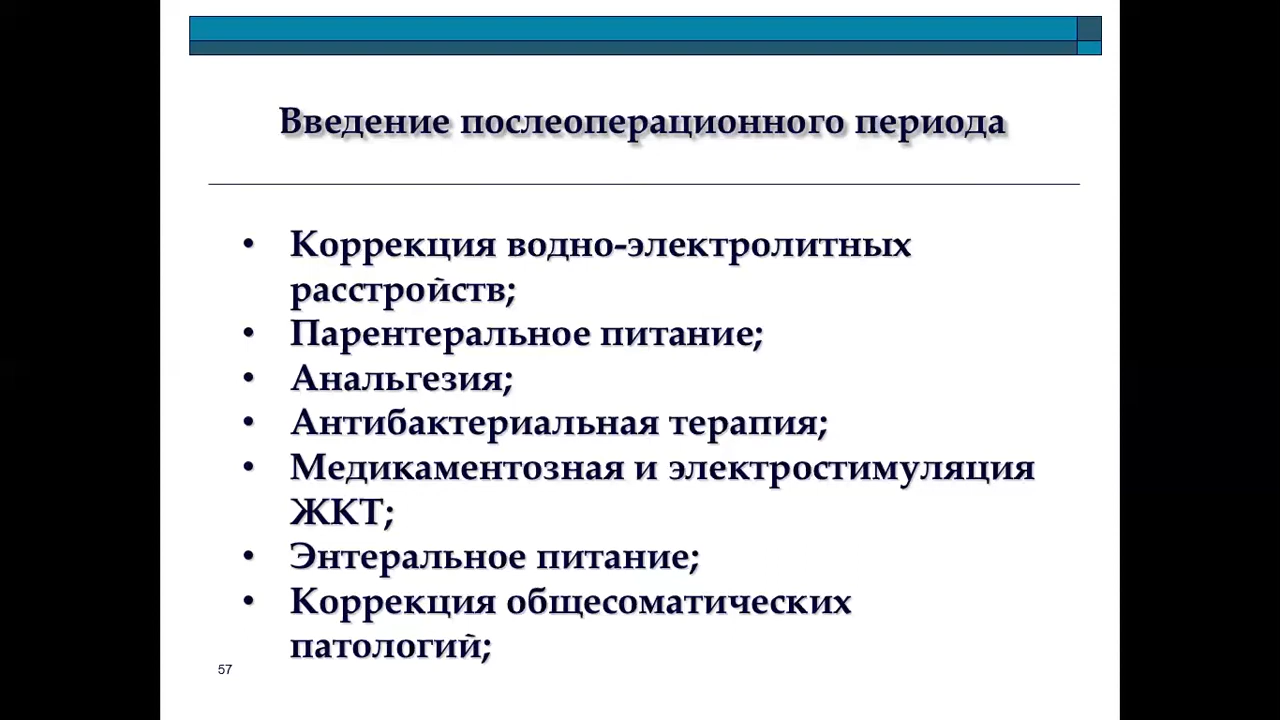 Введение послеоперационного периода
• Коррекция водно-электролитных
расстройств;
• Парентеральное питание;
• Анальгезия;
• Антибактериальная терапия;
• Медикаментозная и электростимуляция
ЖКТ;
• Энтеральное питание;
• Коррекция общесоматических
патологий;
57